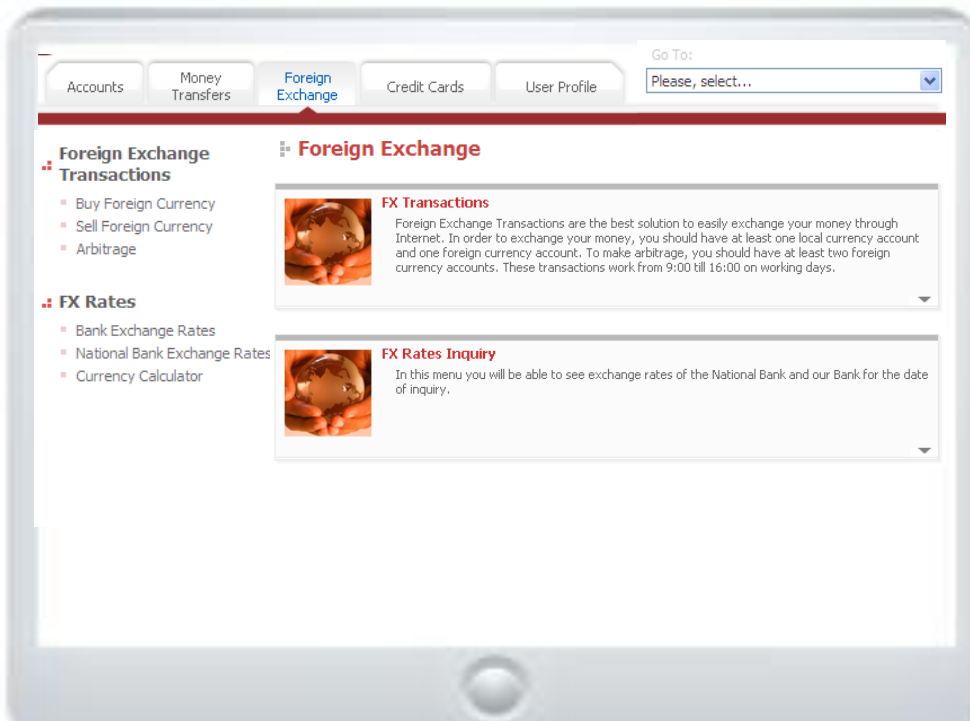 Go To:
Accounts
Money
Transfers
Foreign
Exchange
Credit Cards
User Profile
Please, select...
Foreign Exchange
Transactions
Buy Foreign Currency
Sell Foreign Currency
Arbitrage
FX Rates
Bank Exchange Rates
National Bank Exchange Rates
Currency Calculator
Foreign Exchange
FX Transactions
Foreign Exchange Transactions are the best solution to easily exchange your money through
Internet. In order to exchange your money, you should have at least one local currency account
and one foreign currency account. To make arbitrage, you should have at least two foreign
currency accounts. These transactions work from 9:00 till 16:00 on working days.
FX Rates Inquiry
In this menu you will be able to see exchange rates of the National Bank and our Bank for the date
of inquiry.